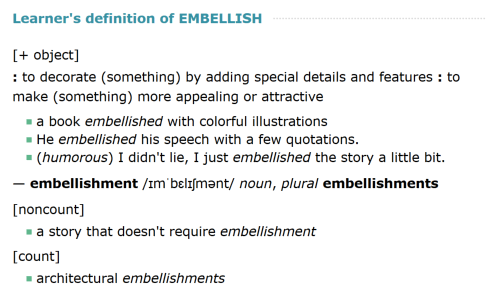 Learner's definition of EMBELLISH
[+ object]
: to decorate (something) by adding special details and features : to
make (something) more appealing or attractive
■ a book embellished with colorful illustrations
■ He embellished his speech with a few quotations.
■ (humorous) I didn't lie, I just embellished the story a little bit.
— embellishment /ɪmˈbɛlɪʃmənt/ noun, plural embellishments
[noncount]
■ a story that doesn't require embellishment
[count]
■ architectural embellishments